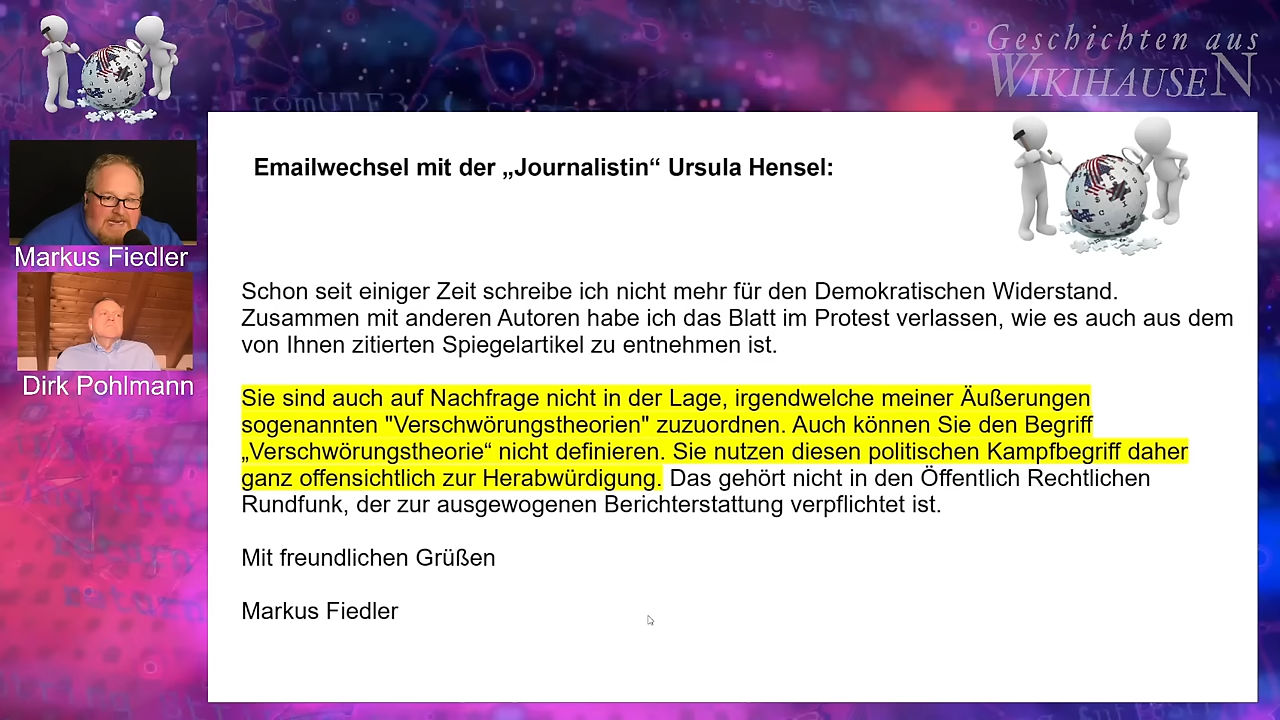 Geschichten aus
WIKIHAUSEN
Emailwechsel mit der „Journalistin“ Ursula Hensel:
Markus Fiedler
Dirk Pohlmann
Schon seit einiger Zeit schreibe ich nicht mehr für den Demokratischen Widerstand.
Zusammen mit anderen Autoren habe ich das Blatt im Protest verlassen, wie es auch aus dem
von Ihnen zitierten Spiegelartikel zu entnehmen ist.
Sie sind auch auf Nachfrage nicht in der Lage, irgendwelche meiner Äußerungen
sogenannten "Verschwörungstheorien" zuzuordnen. Auch können Sie den Begriff
„Verschwörungstheorie“ nicht definieren. Sie nutzen diesen politischen Kampfbegriff daher
ganz offensichtlich zur Herabwürdigung. Das gehört nicht in den Öffentlich Rechtlichen
Rundfunk, der zur ausgewogenen Berichterstattung verpflichtet ist.
Mit freundlichen Grüßen
Markus Fiedler